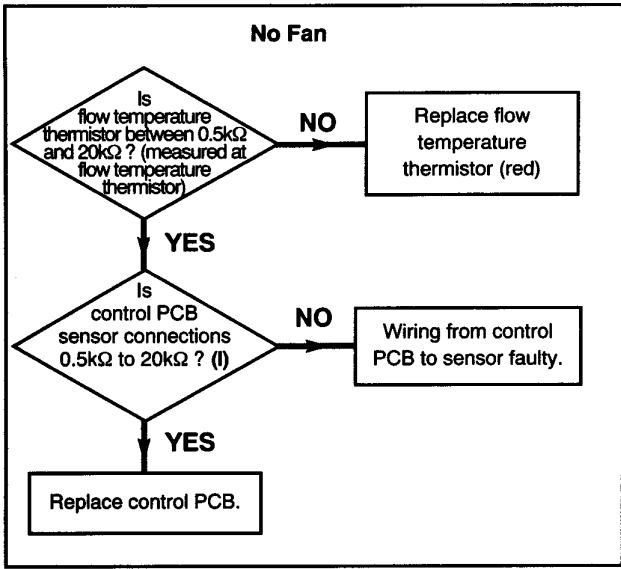 No Fan
Is
flow temperature
thermistor between 0.5kΩ
and 20kΩ ? (measured at
flow temperature
thermistor)
NO
Replace flow
temperature
thermistor (red)
YES
Is
control PCB
sensor connections
0.5kΩ to 20kΩ ? (I)
NO
Wiring from control
PCB to sensor faulty.
YES
Replace control PCB.